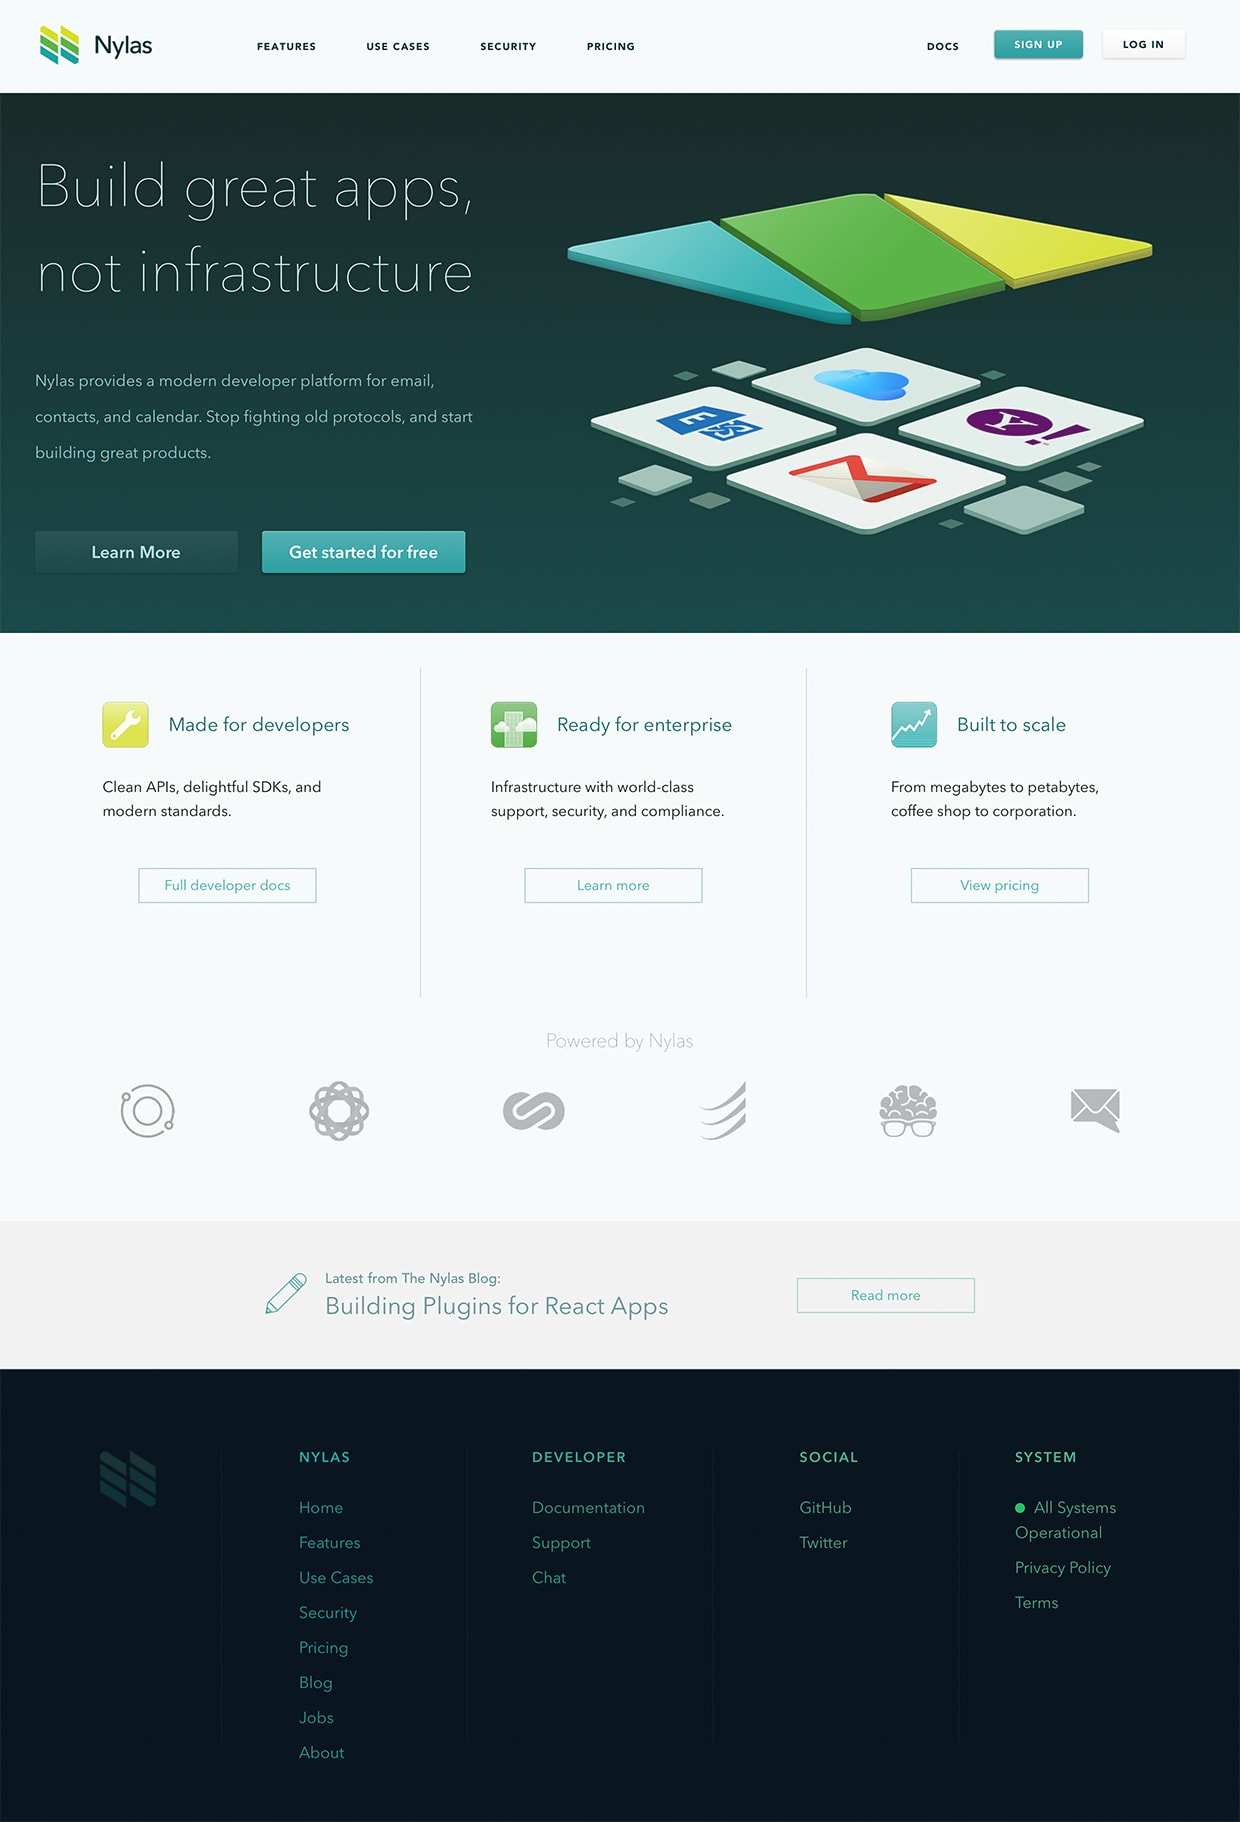 Nylas
FEATURES
USE CASES
SECURITY
PRICING
DOCS
SIGN UP
LOG IN
Build great apps,
not infrastructure
Nylas provides a modern developer platform for email,
contacts, and calendar. Stop fighting old protocols, and start
building great products.
Learn More
Get started for free
E
Y!
Made for developers
Clean APIs, delightful SDKs, and
modern standards.
Full developer docs
Ready for enterprise
Infrastructure with world-class
support, security, and compliance.
Learn more
Built to scale
From megabytes to petabytes,
coffee shop to corporation.
View pricing
Powered by Nylas
Latest from The Nylas Blog:
Building Plugins for React Apps
Read more
NYLAS
Home
Features
Use Cases
Security
Pricing
Blog
Jobs
About
DEVELOPER
Documentation
Support
Chat
SOCIAL
GitHub
Twitter
SYSTEM
All Systems
Operational
Privacy Policy
Terms